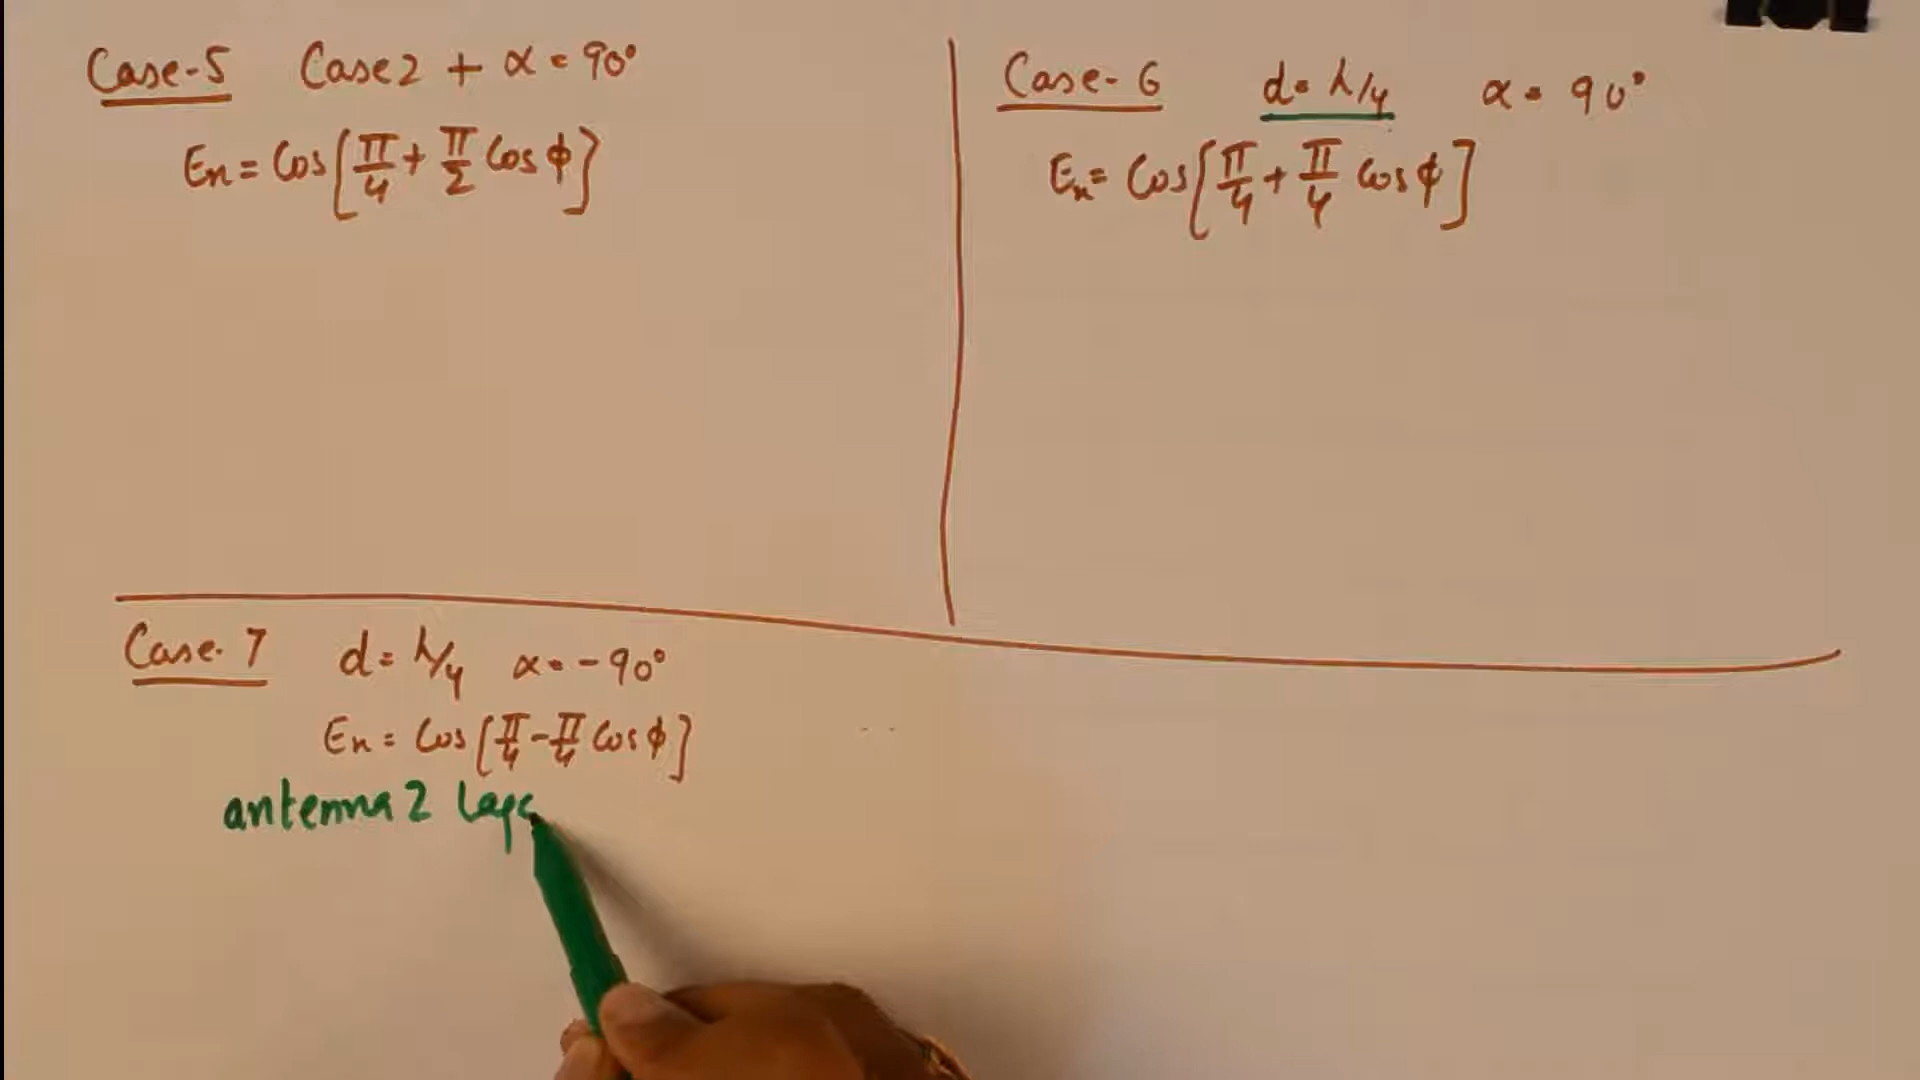 Case-5 Case2 + α = 90°
En = Cos[π/4 + π/2 Cos ϕ]
Case-6 d = λ/4 α = 90°
En = Cos[π/4 + π/4 Cos ϕ]
Case-7 d = λ/4 α = -90°
En = Cos[π/4 - π/4 Cos ϕ]
antenna 2 lags